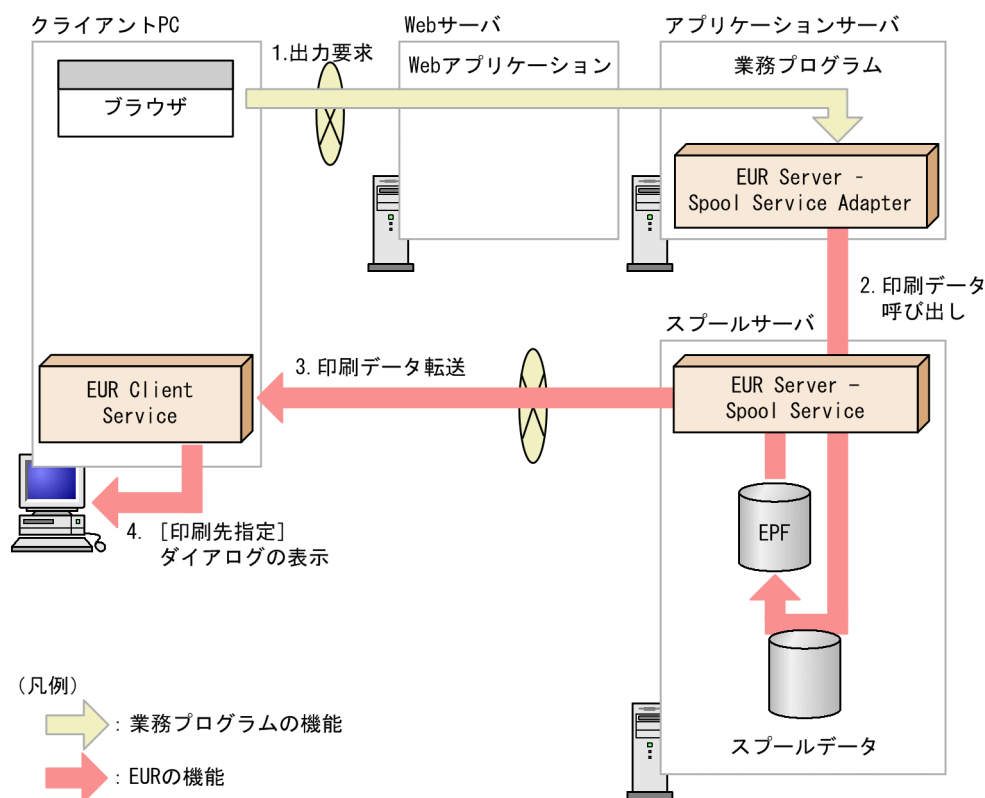 クライアントPC
Webサーバ
アプリケーションサーバ
1.出力要求
Webアプリケーション
業務プログラム
ブラウザ
EUR Server -
Spool Service Adapter
2.印刷データ
呼び出し
スプールサーバ
3.印刷データ転送
EUR Client
Service
EUR Server －
Spool Service
EPF
4. [印刷先指定]
ダイアログの表示
スプールデータ
(凡例)
：業務プログラムの機能
：EURの機能